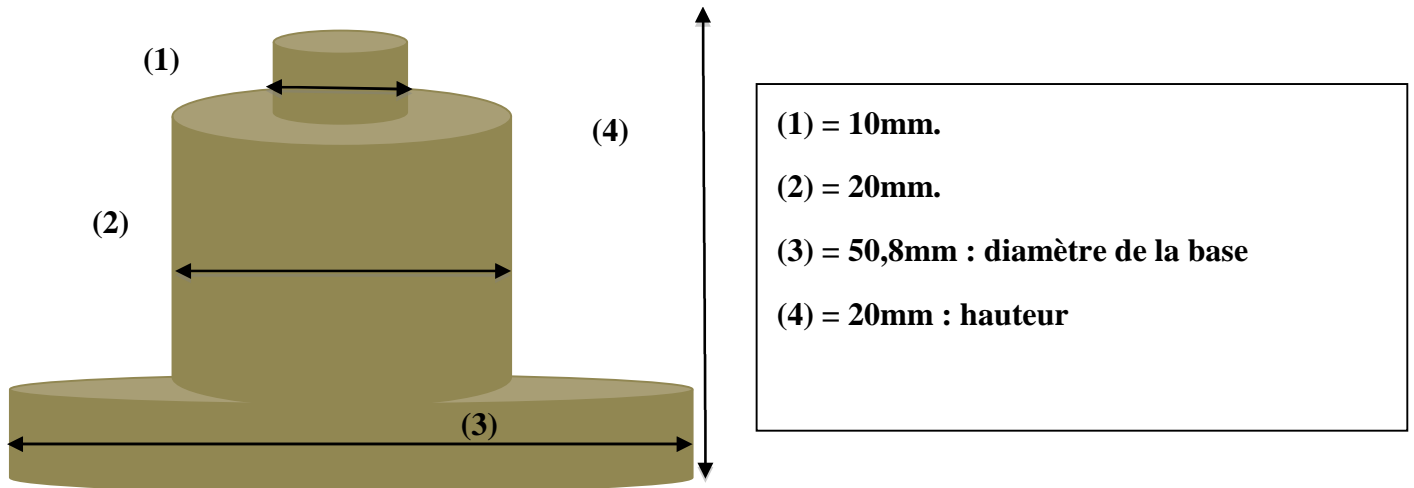 (1)
(4)
(2)
(3)
(1) = 10mm.
(2) = 20mm.
(3) = 50,8mm : diamètre de la base
(4) = 20mm : hauteur